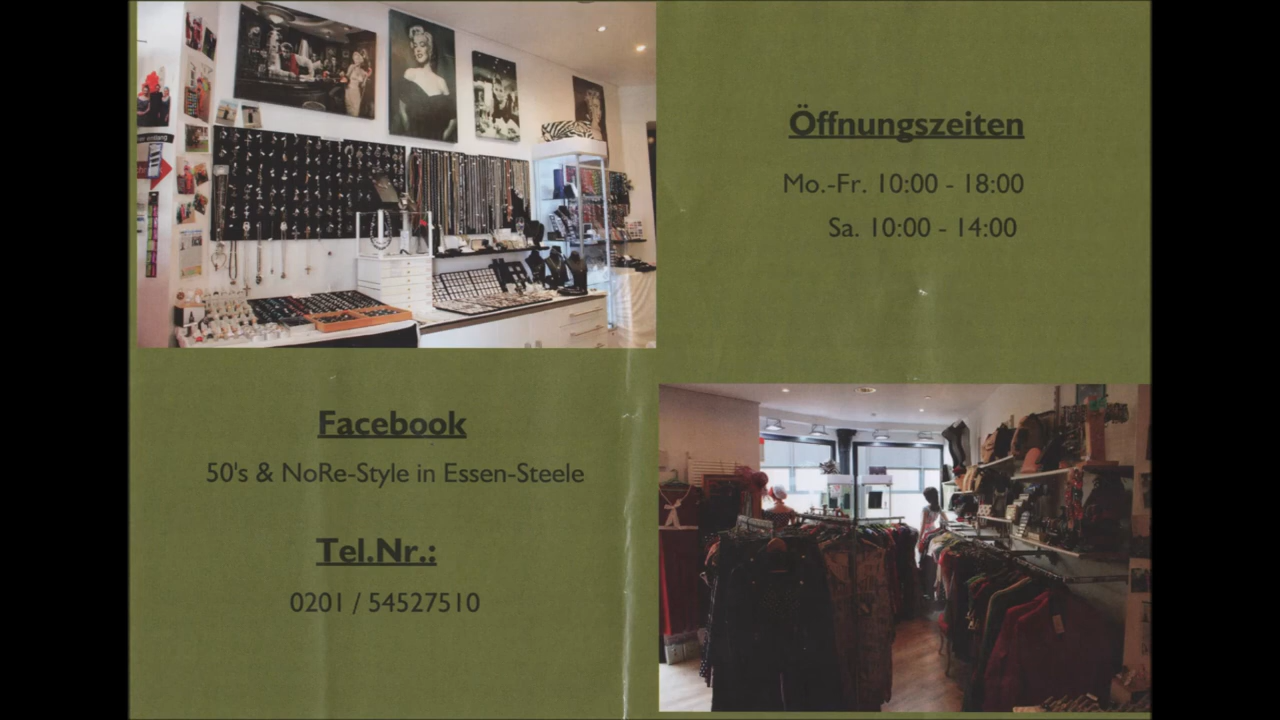 Öffnungszeiten
Mo.-Fr. 10:00 - 18:00
Sa. 10:00 - 14:00
Facebook
50's & NoRe-Style in Essen-Steele
Tel.Nr.:
0201 / 54527510